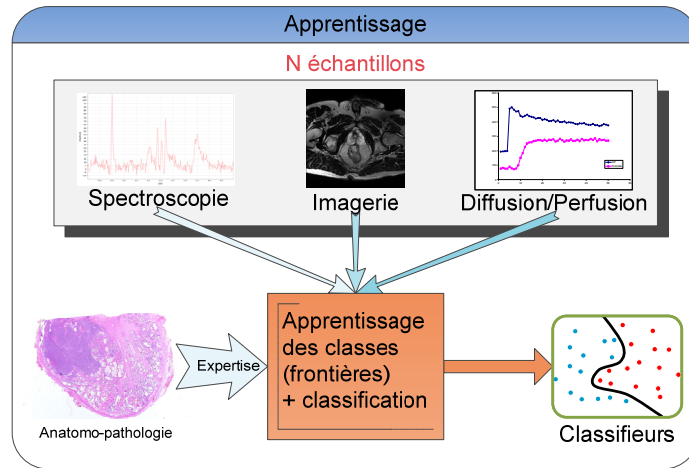 Apprentissage
N échantillons
Spectroscopie
Imagerie
Diffusion/Perfusion
Apprentissage
des classes
(frontières)
+ classification
Expertise
Anatomo-pathologie
Classifieurs